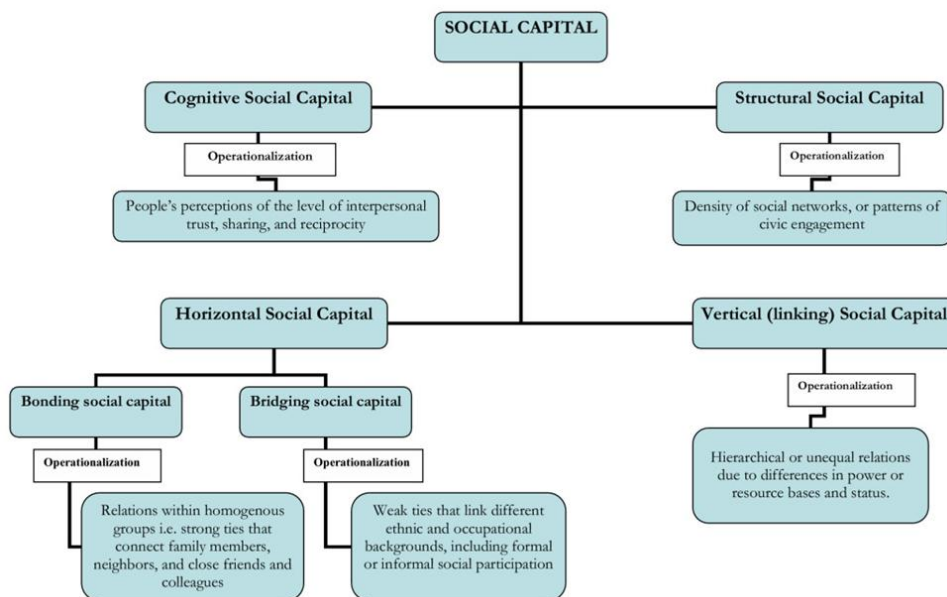 SOCIAL CAPITAL
Cognitive Social Capital
Structural Social Capital
Operationalization
Operationalization
People's perceptions of the level of interpersonal
trust, sharing, and reciprocity
Density of social networks, or patterns of
civic engagement
Horizontal Social Capital
Vertical (linking) Social Capital
Bonding social capital
Bridging social capital
Operationalization
Operationalization
Operationalization
Hierarchical or unequal relations
due to differences in power or
resource bases and status.
Relations within homogenous
groups i.e. strong ties that
connect family members,
neighbors, and close friends and
colleagues
Weak ties that link different
ethnic and occupational
backgrounds, including formal
or informal social participation